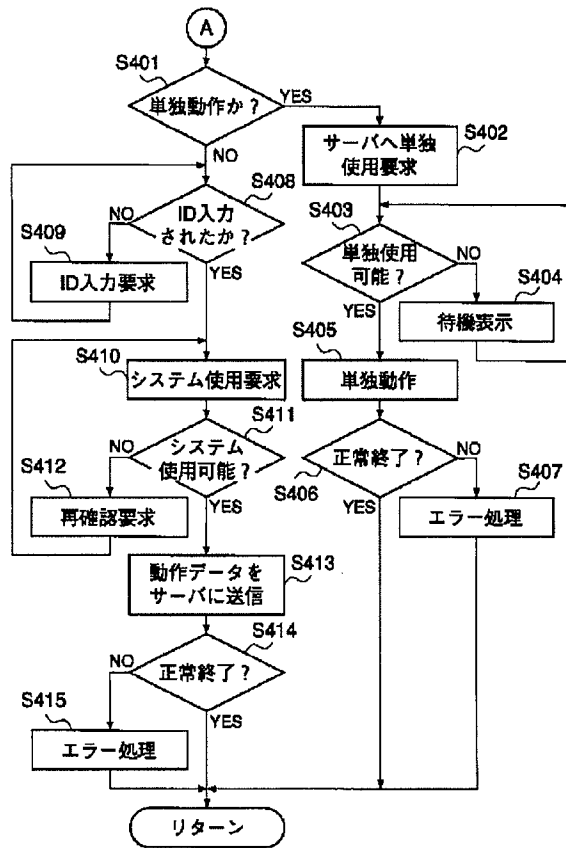 A
S401
単独動作か？
YES
NO
S402
サーバへ単独
使用要求
S408
ID入力
されたか？
NO
YES
S409
ID入力要求
S403
単独使用
可能？
NO
YES
S404
待機表示
S405
単独動作
S410
システム使用要求
S411
システム
使用可能？
NO
YES
S412
再確認要求
正常終了？
S406
NO
YES
S407
エラー処理
S413
動作データを
サーバに送信
S414
正常終了？
NO
YES
S415
エラー処理
リターン